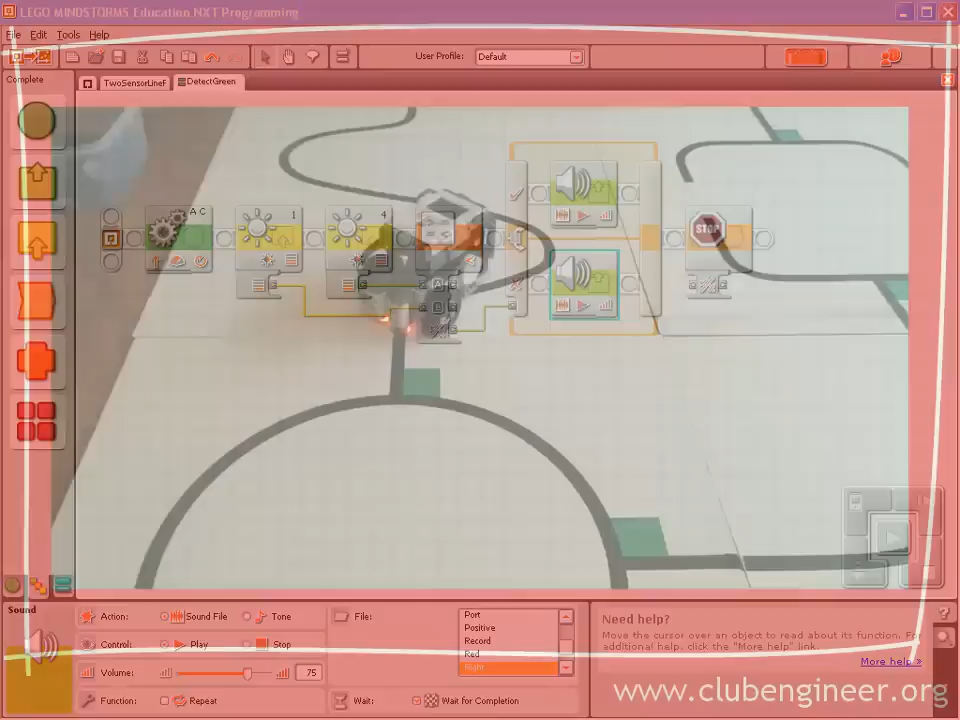 LEGO MINDSTORMS Education NXT Programming
File Edit Tools Help
User Profile: Default
Complete
TwoSensorLineF DetectGreen
A C
1
4
STOP
A
B
Sound
Action: Sound File Tone
Control: Play Stop
Volume: 75
Function: Repeat
File: Port
Positive
Record
Red
Right
Wait: Wait for Completion
Need help?
Move the cursor over an object to read about its function. For
additional help, click the "More help" link.
More help »
www.clubengineer.org